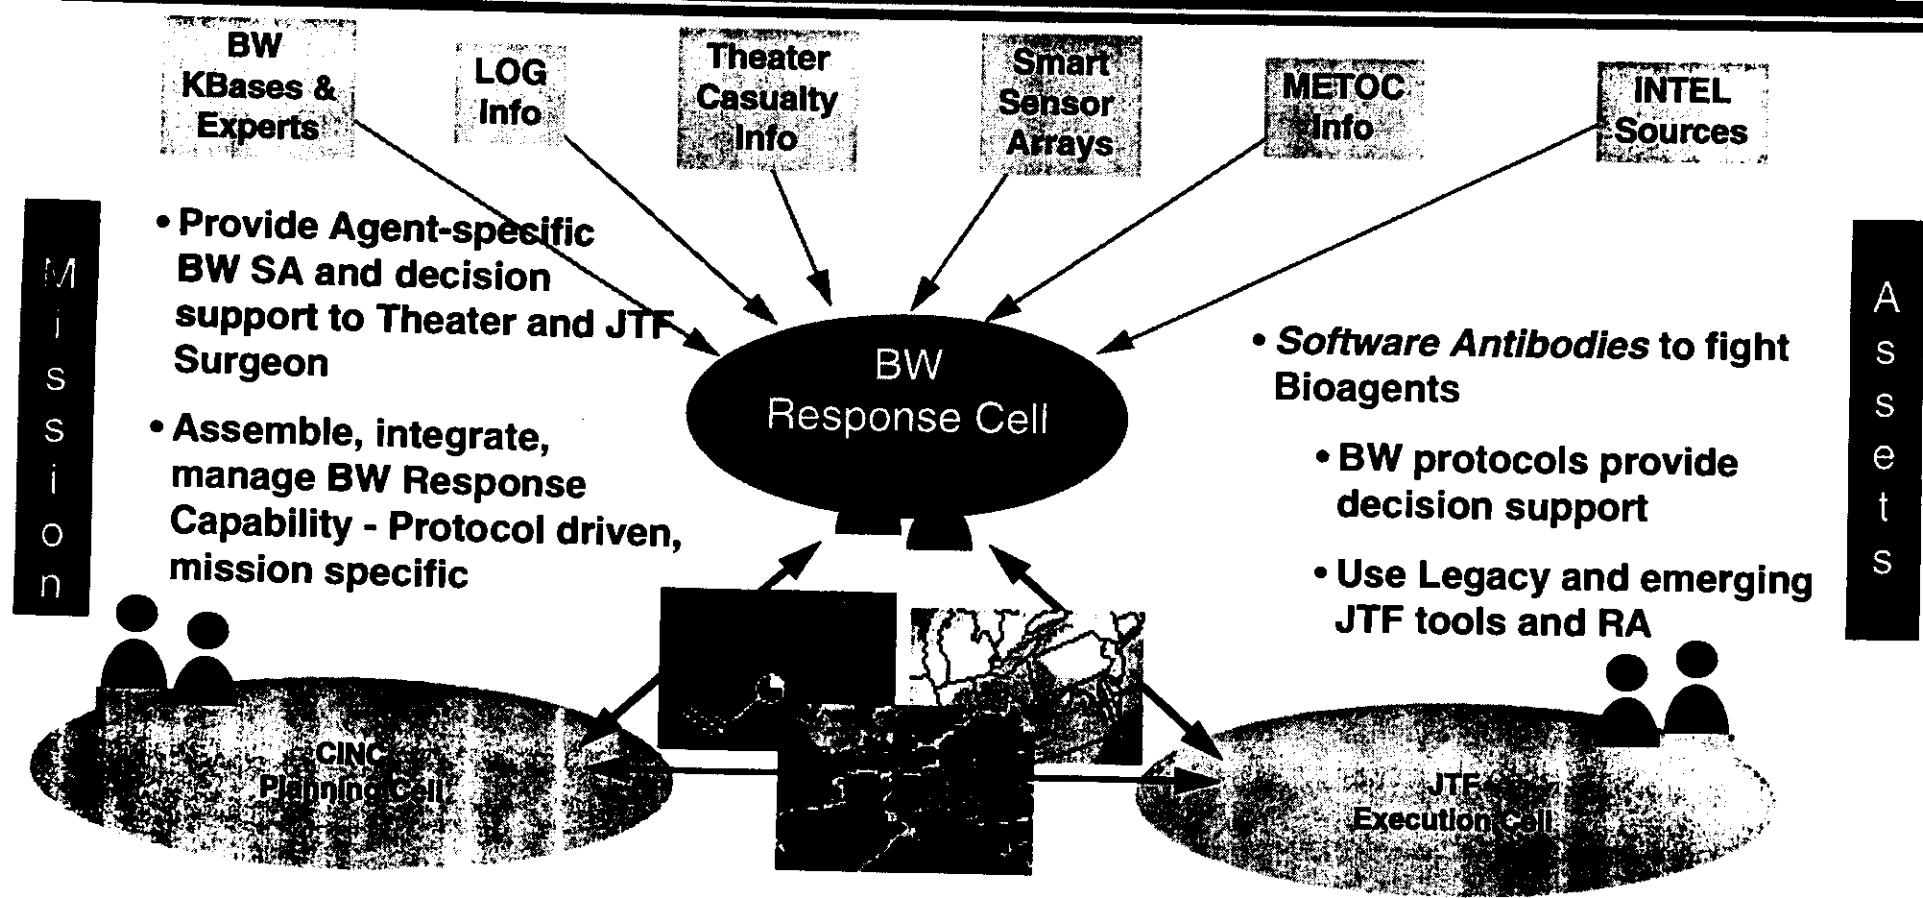 BW
KBases &
Experts
LOG
Info
Theater
Casualty
Info
Smart
Sensor
Arrays
METOC
Info
INTEL
Sources
Mission
• Provide Agent-specific
BW SA and decision
support to Theater and JTF
Surgeon
• Assemble, integrate,
manage BW Response
Capability - Protocol driven,
mission specific
BW
Response Cell
• Software Antibodies to fight
Bioagents
• BW protocols provide
decision support
• Use Legacy and emerging
JTF tools and RA
Assets
CINC
Planning Cell
JTF
Execution Cell